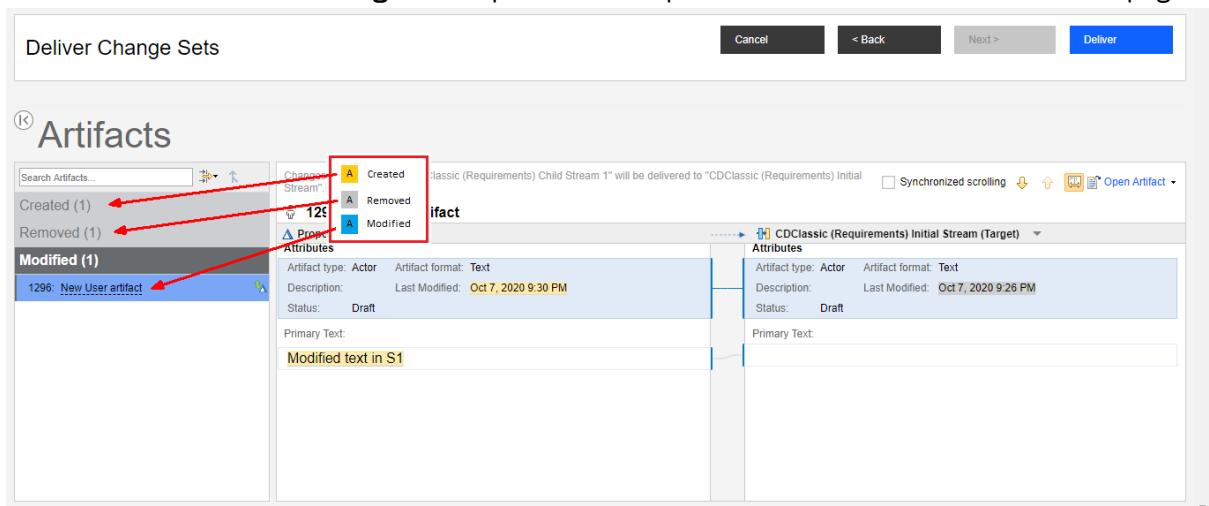 Deliver Change Sets
Cancel
< Back
Next >
Deliver
Artifacts
Search Artifacts...
Created (1)
Removed (1)
Modified (1)
1296: New User artifact
A Created
A Removed
A Modified
Classic (Requirements) Child Stream 1" will be delivered to "CDClassic (Requirements) Initial
Stream".
Synchronized scrolling
Open Artifact
CDClassic (Requirements) Initial Stream (Target)
Attributes
Artifact type: Actor Artifact format: Text
Description: Last Modified: Oct 7, 2020 9:30 PM
Status: Draft
Primary Text:
Modified text in S1
Attributes
Artifact type: Actor Artifact format: Text
Description: Last Modified: Oct 7, 2020 9:26 PM
Status: Draft
Primary Text: